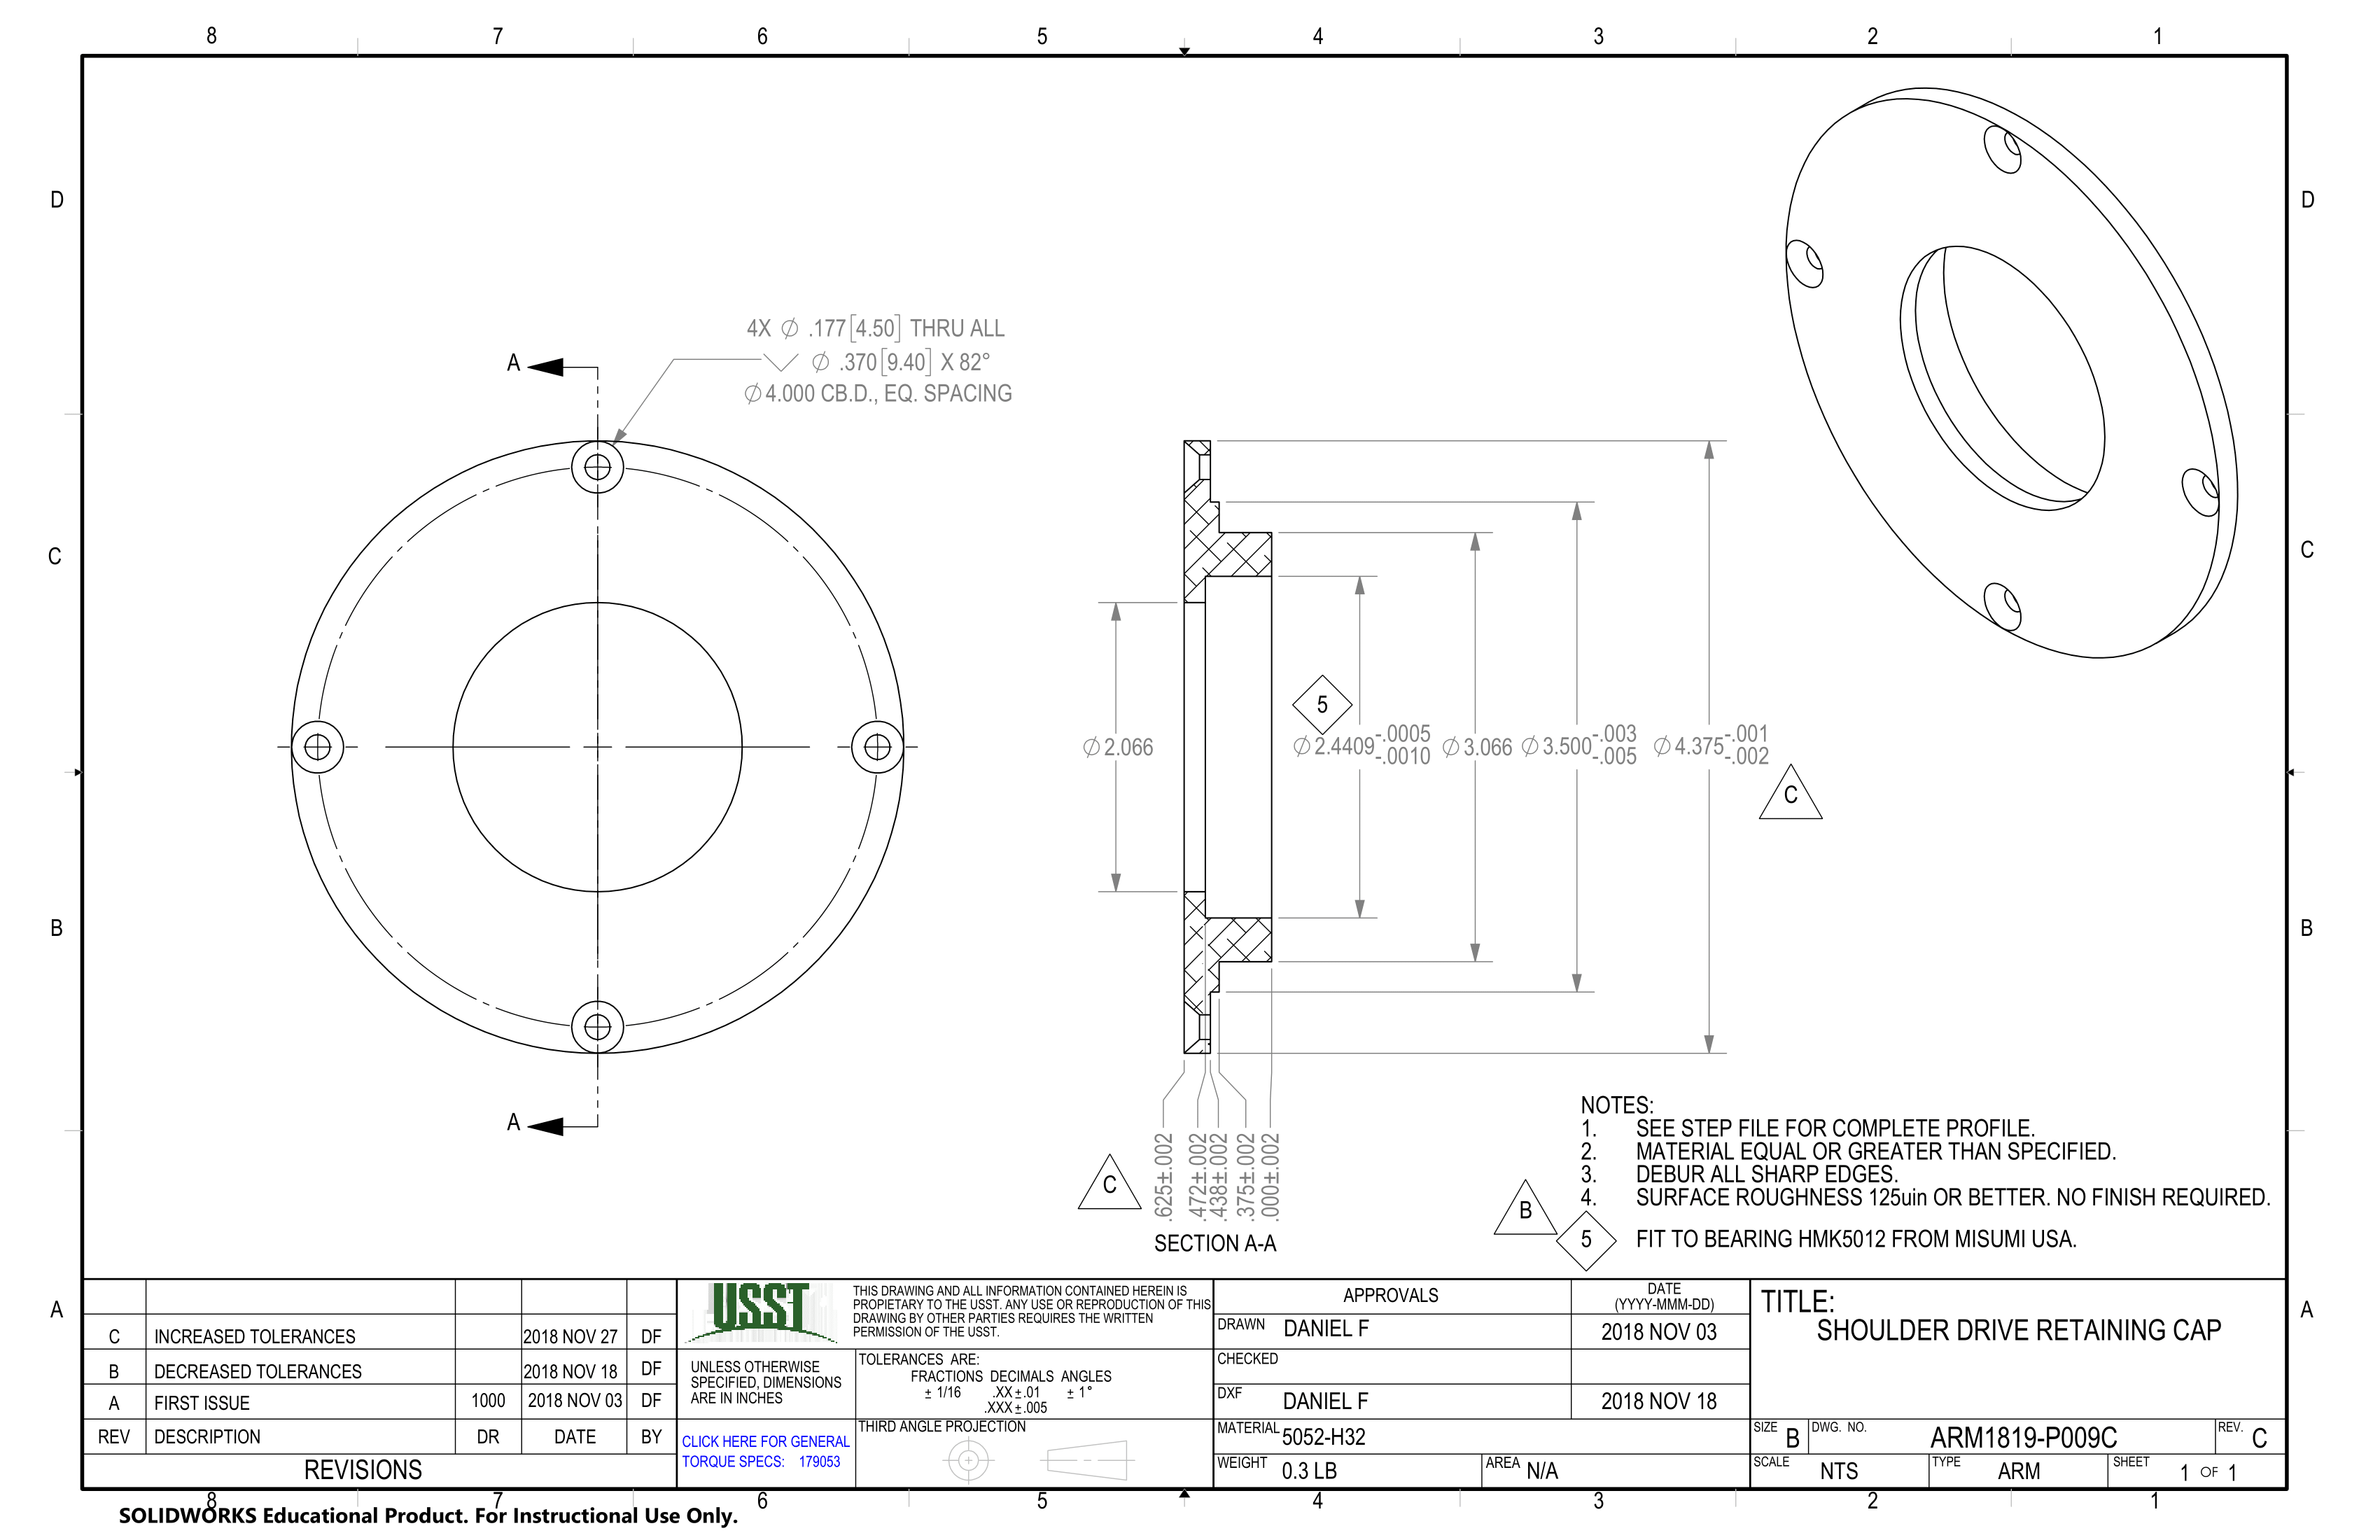 8 7 6 5 4 3 2 1
D D
C C
B B
A A
4X ∅ .177[4.50] THRU ALL
∅ .370[9.40] X 82°
∅4.000 CB.D., EQ. SPACING
A
A
5
∅2.066
∅2.4409-.0005
-.0010
∅3.066
∅3.500-.003
-.005
∅4.375-.001
-.002
C
C
.625±.002
.472±.002
.438±.002
.375±.002
.000±.002
SECTION A-A
NOTES:
1. SEE STEP FILE FOR COMPLETE PROFILE.
2. MATERIAL EQUAL OR GREATER THAN SPECIFIED.
3. DEBUR ALL SHARP EDGES.
4. SURFACE ROUGHNESS 125uin OR BETTER. NO FINISH REQUIRED.
B
5 FIT TO BEARING HMK5012 FROM MISUMI USA.
C INCREASED TOLERANCES 2018 NOV 27 DF
B DECREASED TOLERANCES 2018 NOV 18 DF
A FIRST ISSUE 1000 2018 NOV 03 DF
REV DESCRIPTION DR DATE BY
REVISIONS
USST
THIS DRAWING AND ALL INFORMATION CONTAINED HEREIN IS
PROPIETARY TO THE USST. ANY USE OR REPRODUCTION OF THIS
DRAWING BY OTHER PARTIES REQUIRES THE WRITTEN
PERMISSION OF THE USST.
UNLESS OTHERWISE
SPECIFIED, DIMENSIONS
ARE IN INCHES
TOLERANCES ARE:
FRACTIONS DECIMALS ANGLES
± 1/16 .XX±.01 ± 1°
.XXX±.005
CLICK HERE FOR GENERAL
TORQUE SPECS: 179053
THIRD ANGLE PROJECTION
APPROVALS DATE
(YYYY-MMM-DD)
DRAWN DANIEL F 2018 NOV 03
CHECKED
DXF DANIEL F 2018 NOV 18
MATERIAL 5052-H32
WEIGHT 0.3 LB AREA N/A
TITLE:
SHOULDER DRIVE RETAINING CAP
SIZE B DWG. NO. ARM1819-P009C REV. C
SCALE NTS TYPE ARM SHEET 1 OF 1
8 7 6 5 4 3 2 1
SOLIDWORKS Educational Product. For Instructional Use Only.